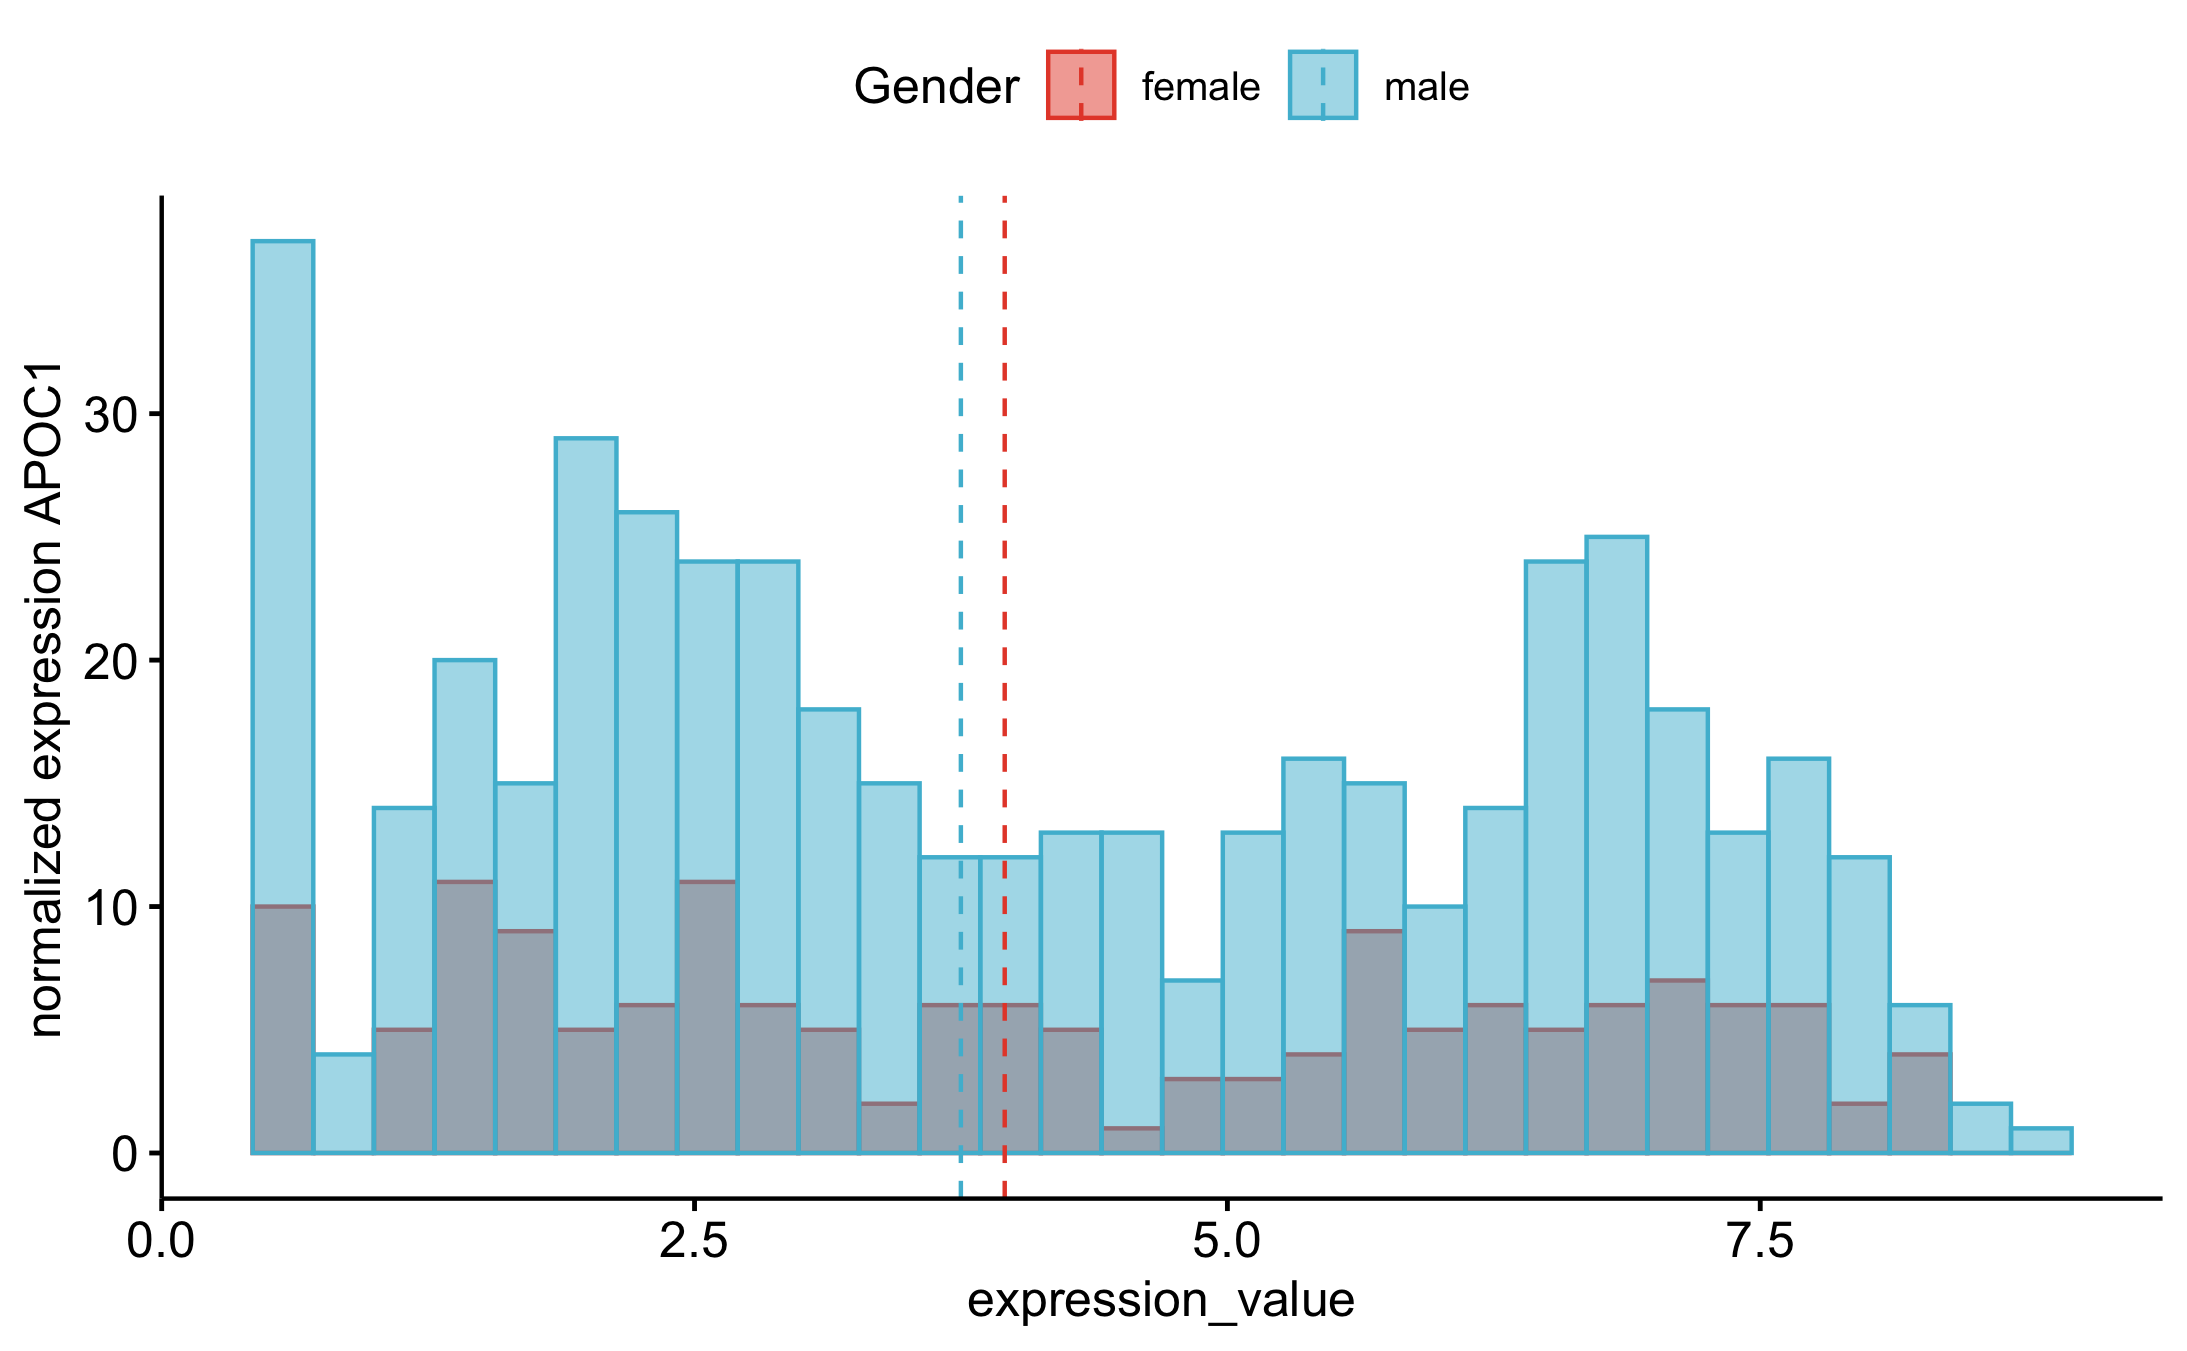 Gender female male
normalized expression APOC1
30
20
10
0
0.0 2.5 5.0 7.5
expression_value